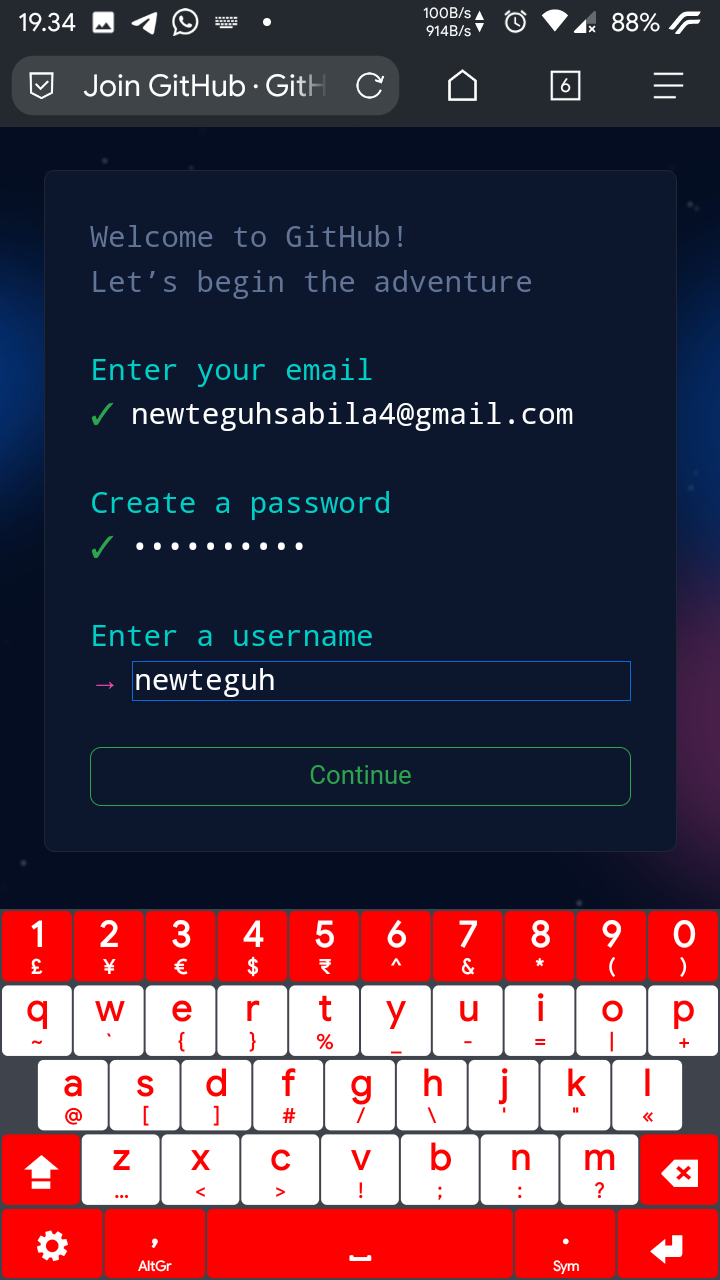 19.34
100B/s
914B/s
88%
Join GitHub · GitH
6
Welcome to GitHub!
Let’s begin the adventure
Enter your email
✓ newteguhsabila4@gmail.com
Create a password
✓ ••••••••••
Enter a username
→ newteguh
Continue
1 2 3 4 5 6 7 8 9 0
£ ¥ € $ ₹ ^ & * ( )
q w e r t y u i o p
~ ` { } % _ - = | +
a s d f g h j k l
@ [ ] # / \ ' " «
z x c v b n m
... < > ! ; : ?
, .
AltGr Sym